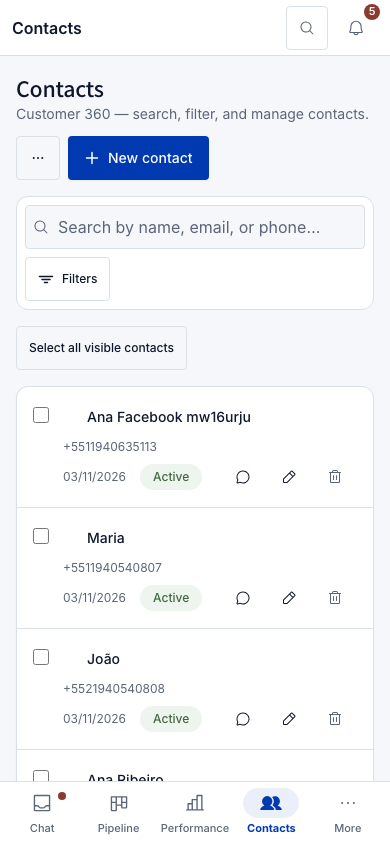 Contacts
5
Contacts
Customer 360 — search, filter, and manage contacts.
... + New contact
Search by name, email, or phone...
Filters
Select all visible contacts
Ana Facebook mw16urju
+5511940635113
03/11/2026 Active
Maria
+5511940540807
03/11/2026 Active
João
+5521940540808
03/11/2026 Active
Ana Ribeiro
Chat Pipeline Performance Contacts More